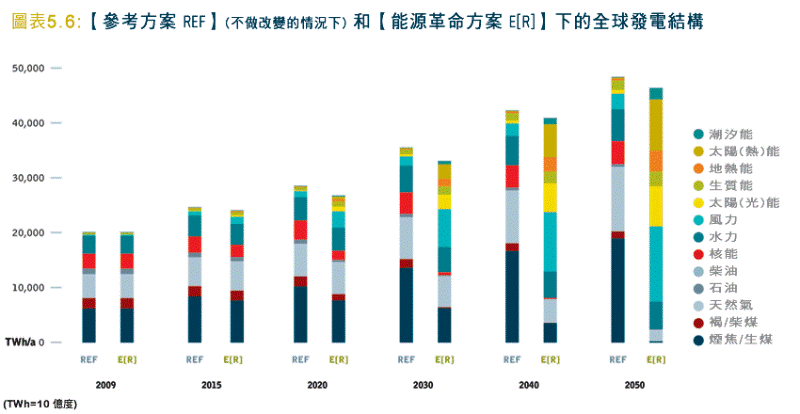 圖表5.6:【參考方案 REF】(不做改變的情況下) 和【能源革命方案 E[R]】下的全球發電結構
50,000
40,000
30,000
20,000
10,000
TWh/a 0
潮汐能
太陽(熱)能
地熱能
生質能
太陽(光)能
風力
水力
核能
柴油
石油
天然氣
褐/柴煤
煙焦/生煤
REF E[R] REF E[R] REF E[R] REF E[R] REF E[R] REF E[R]
2009 2015 2020 2030 2040 2050
(TWh=10 億度)